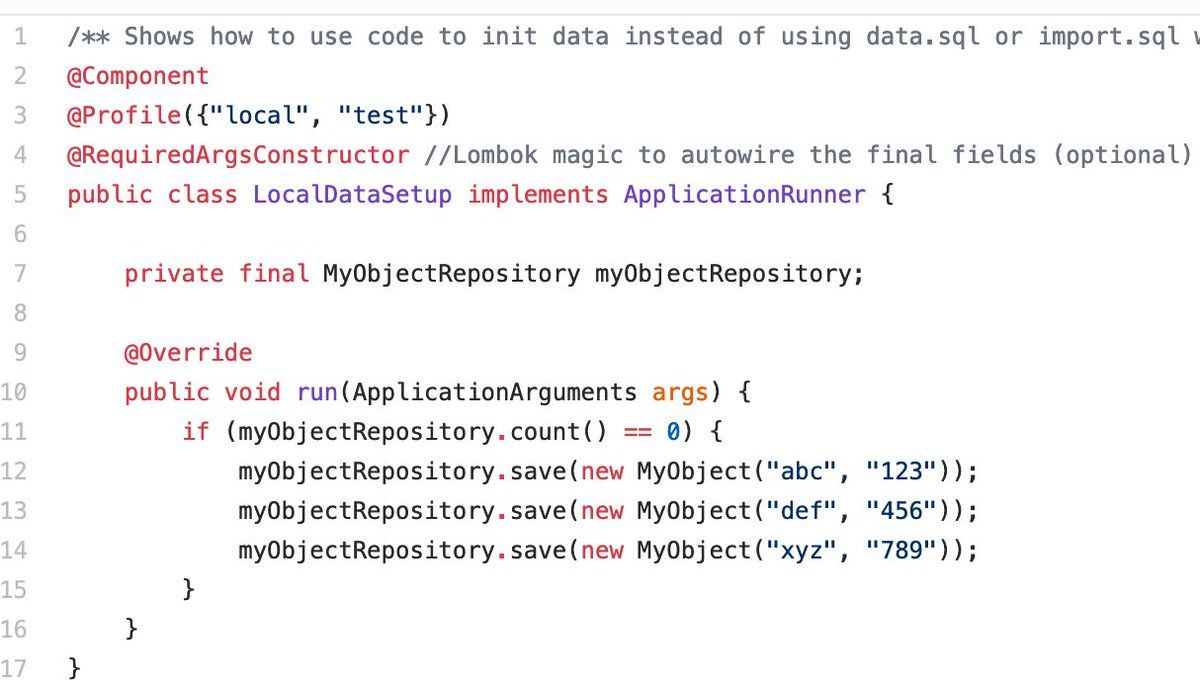 1 /** Shows how to use code to init data instead of using data.sql or import.sql
2 @Component
3 @Profile({"local", "test"})
4 @RequiredArgsConstructor //Lombok magic to autowire the final fields (optional)
5 public class LocalDataSetup implements ApplicationRunner {
6
7     private final MyObjectRepository myObjectRepository;
8
9     @Override
10     public void run(ApplicationArguments args) {
11         if (myObjectRepository.count() == 0) {
12             myObjectRepository.save(new MyObject("abc", "123"));
13             myObjectRepository.save(new MyObject("def", "456"));
14             myObjectRepository.save(new MyObject("xyz", "789"));
15         }
16     }
17 }